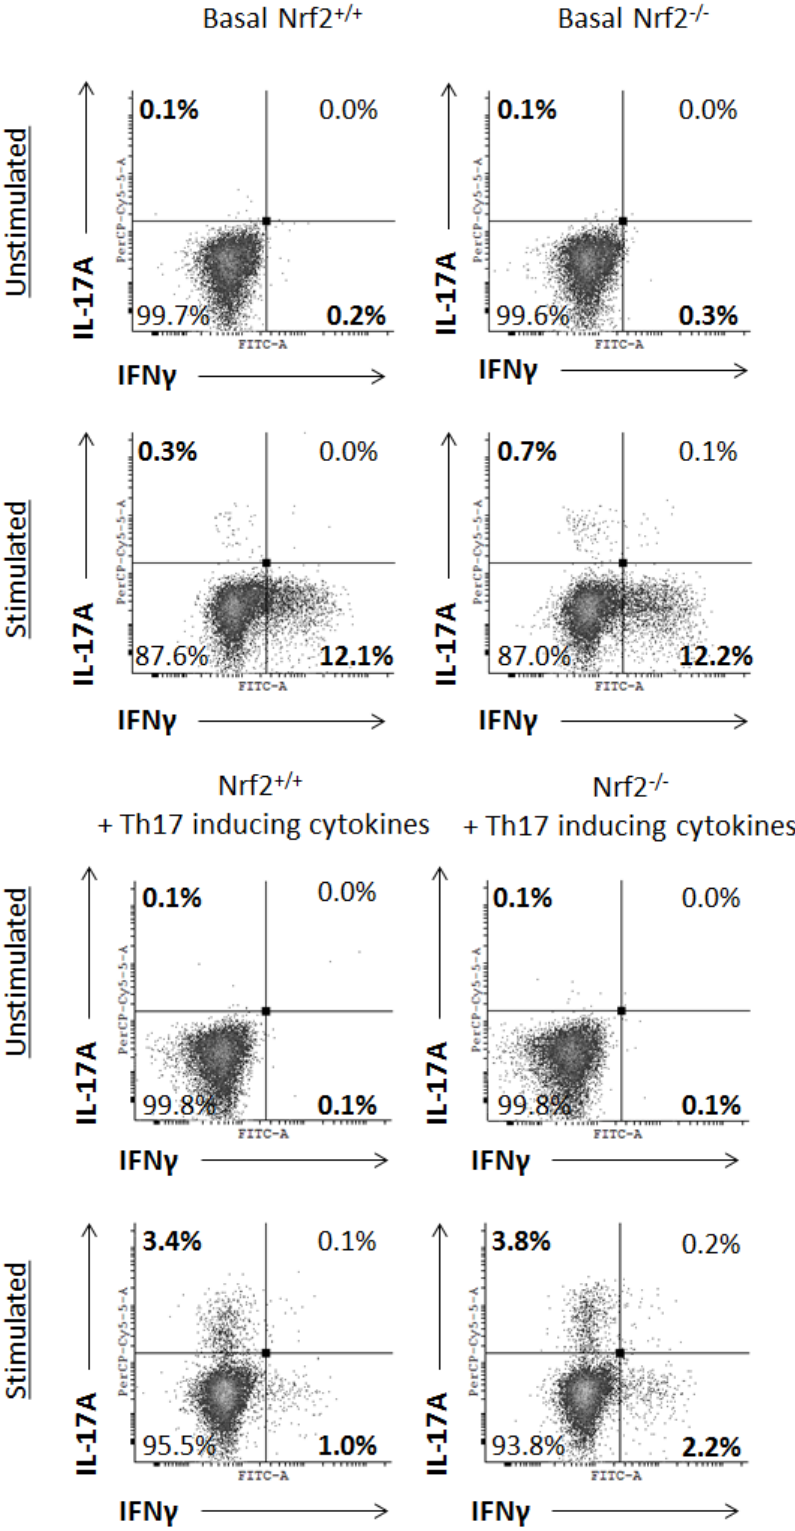 Basal Nrf2+/+
Basal Nrf2-/-
Unstimulated
IL-17A
PerCP-Cy5-5-A
0.1%
0.0%
99.7%
0.2%
FITC-A
IFNγ
IL-17A
PerCP-Cy5-5-A
0.1%
0.0%
99.6%
0.3%
FITC-A
IFNγ
Stimulated
IL-17A
PerCP-Cy5-5-A
0.3%
0.0%
87.6%
12.1%
FITC-A
IFNγ
IL-17A
PerCP-Cy5-5-A
0.7%
0.1%
87.0%
12.2%
FITC-A
IFNγ
Nrf2+/+
+ Th17 inducing cytokines
Nrf2-/-
+ Th17 inducing cytokines
Unstimulated
IL-17A
PerCP-Cy5-5-A
0.1%
0.0%
99.8%
0.1%
FITC-A
IFNγ
IL-17A
PerCP-Cy5-5-A
0.1%
0.0%
99.8%
0.1%
FITC-A
IFNγ
Stimulated
IL-17A
PerCP-Cy5-5-A
3.4%
0.1%
95.5%
1.0%
FITC-A
IFNγ
IL-17A
PerCP-Cy5-5-A
3.8%
0.2%
93.8%
2.2%
FITC-A
IFNγ